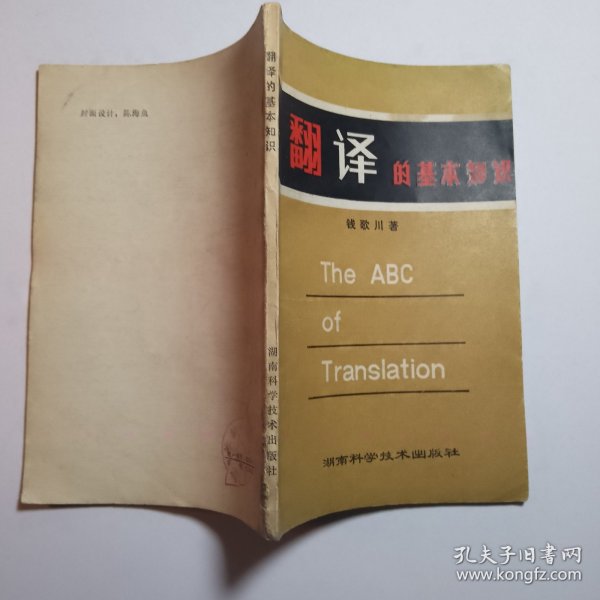 封面设计：陈梅鱼
翻译的基本知识
湖南科学技术出版社
翻译的基本知识
钱歌川著
The ABC
of
Translation
湖南科学技术出版社
孔夫子旧书网
www.kongfz.com